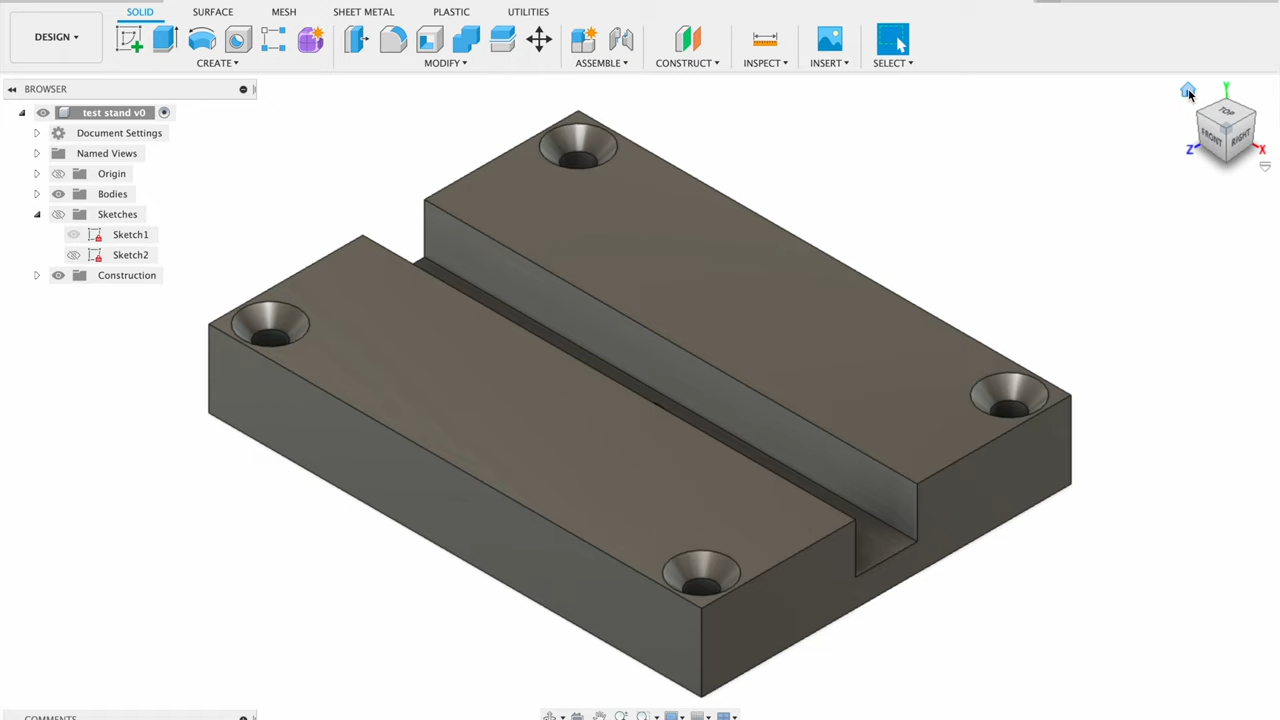 SOLID SURFACE MESH SHEET METAL PLASTIC UTILITIES
DESIGN
CREATE MODIFY ASSEMBLE CONSTRUCT INSPECT INSERT SELECT
BROWSER
test stand v0
Document Settings
Named Views
Origin
Bodies
Sketches
Sketch1
Sketch2
Construction
Y
TOP
FRONT RIGHT
Z X
COMMENTS